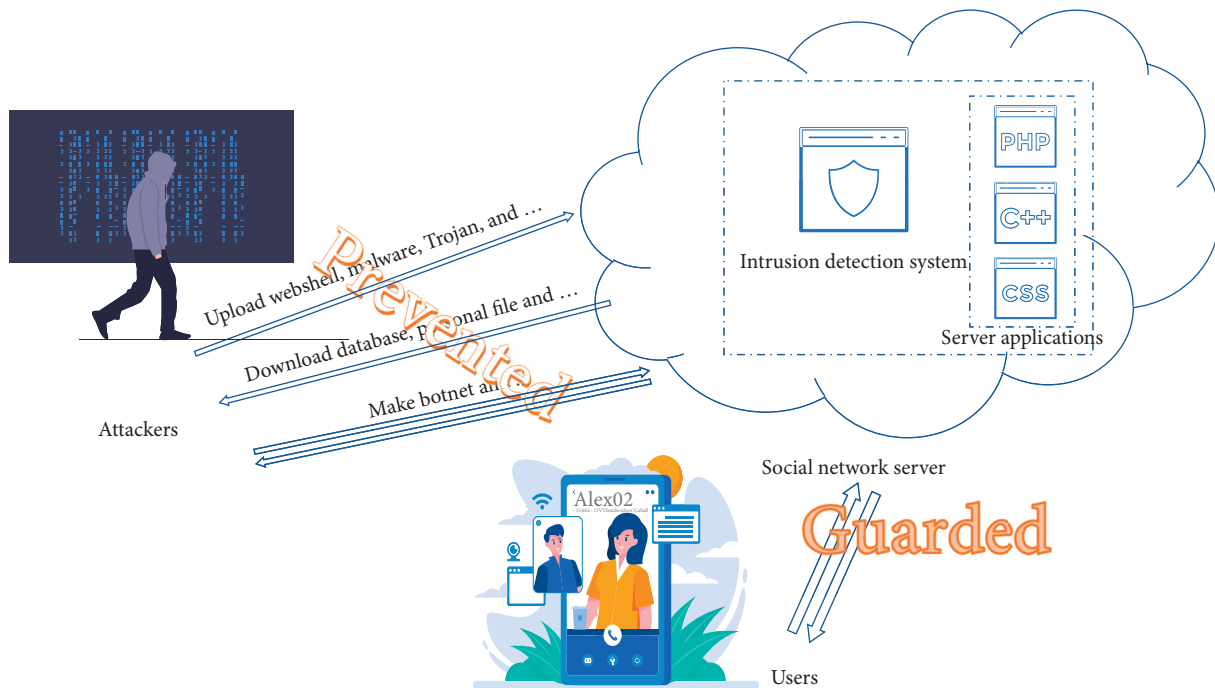 PHP
C++
CSS
Intrusion detection system
Server applications
Upload webshell, malware, Trojan, and …
Prevented
Download database, personal file and …
Make botnet an …
Attackers
Social network server
Guarded
Alex02
Users